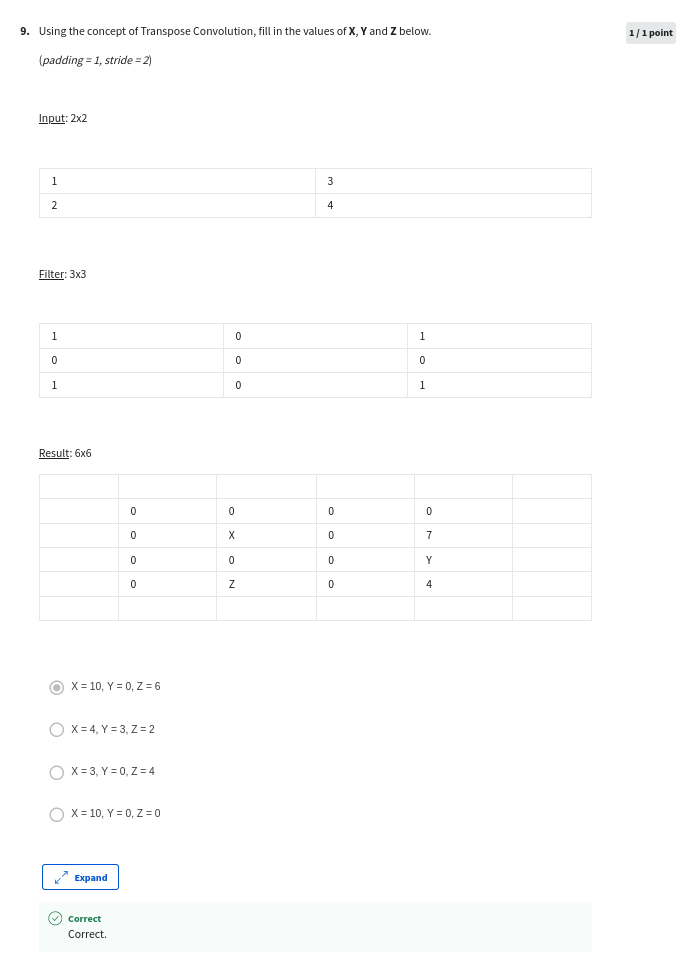 9. Using the concept of Transpose Convolution, fill in the values of X, Y and Z below.
1 / 1 point
(padding = 1, stride = 2)
Input: 2x2
1 3
2 4
Filter: 3x3
1 0 1
0 0 0
1 0 1
Result: 6x6
0 0 0 0
0 X 0 7
0 0 0 Y
0 Z 0 4
X = 10, Y = 0, Z = 6
X = 4, Y = 3, Z = 2
X = 3, Y = 0, Z = 4
X = 10, Y = 0, Z = 0
Expand
Correct
Correct.